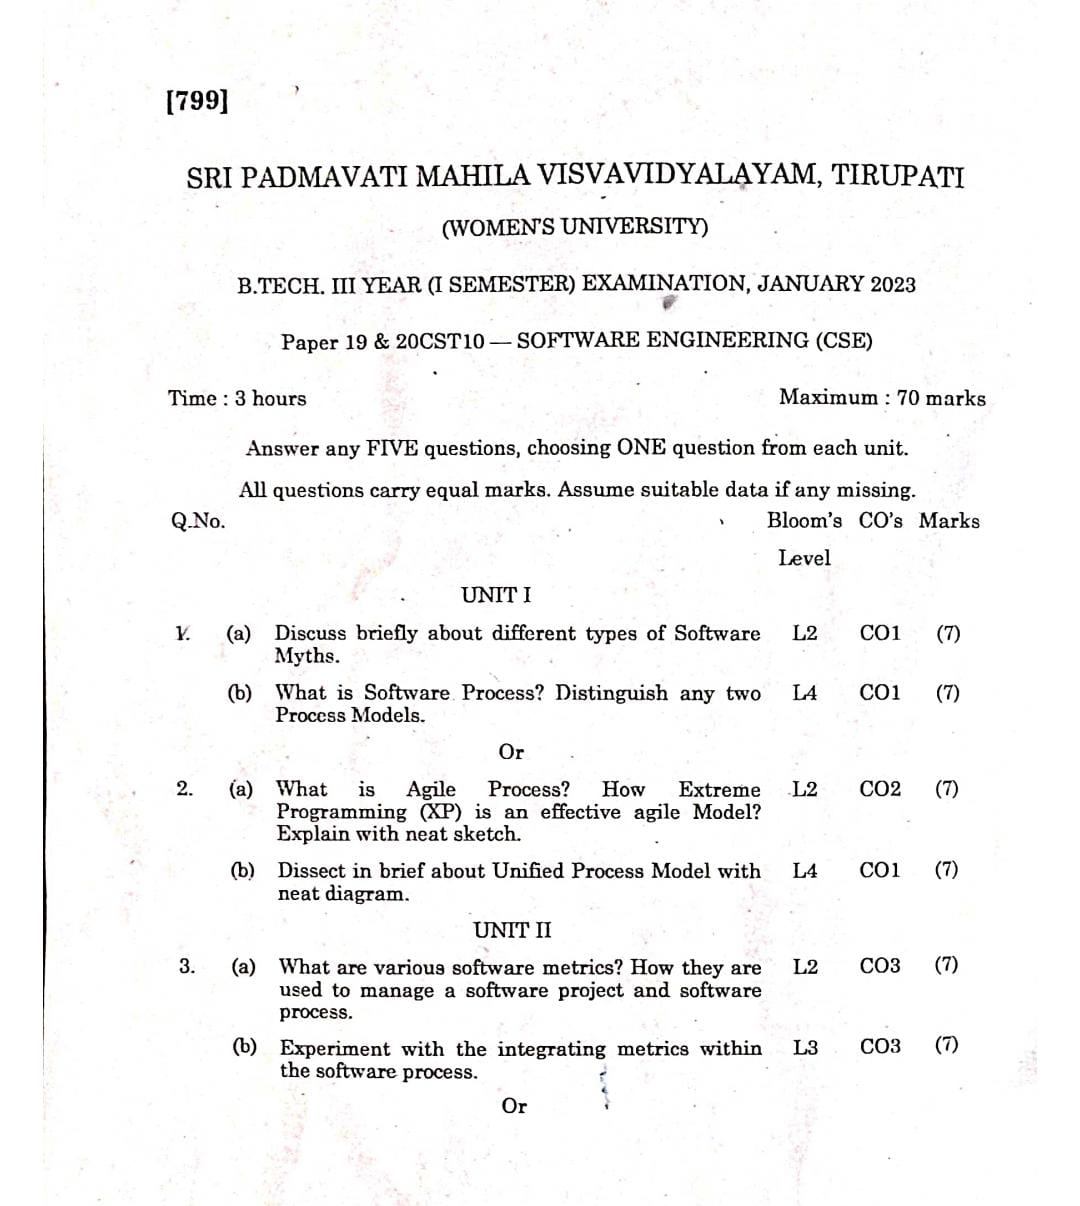 [799]
SRI PADMAVATI MAHILA VISVAVIDYALAYAM, TIRUPATI
(WOMEN'S UNIVERSITY)
B.TECH. III YEAR (I SEMESTER) EXAMINATION, JANUARY 2023
Paper 19 & 20CST10 — SOFTWARE ENGINEERING (CSE)
Time : 3 hours Maximum : 70 marks
Answer any FIVE questions, choosing ONE question from each unit.
All questions carry equal marks. Assume suitable data if any missing.
Q.No. Bloom's CO's Marks
Level
UNIT I
1. (a) Discuss briefly about different types of Software L2 CO1 (7)
Myths.
(b) What is Software Process? Distinguish any two L4 CO1 (7)
Process Models.
Or
2. (a) What is Agile Process? How Extreme L2 CO2 (7)
Programming (XP) is an effective agile Model?
Explain with neat sketch.
(b) Dissect in brief about Unified Process Model with L4 CO1 (7)
neat diagram.
UNIT II
3. (a) What are various software metrics? How they are L2 CO3 (7)
used to manage a software project and software
process.
(b) Experiment with the integrating metrics within L3 CO3 (7)
the software process.
Or